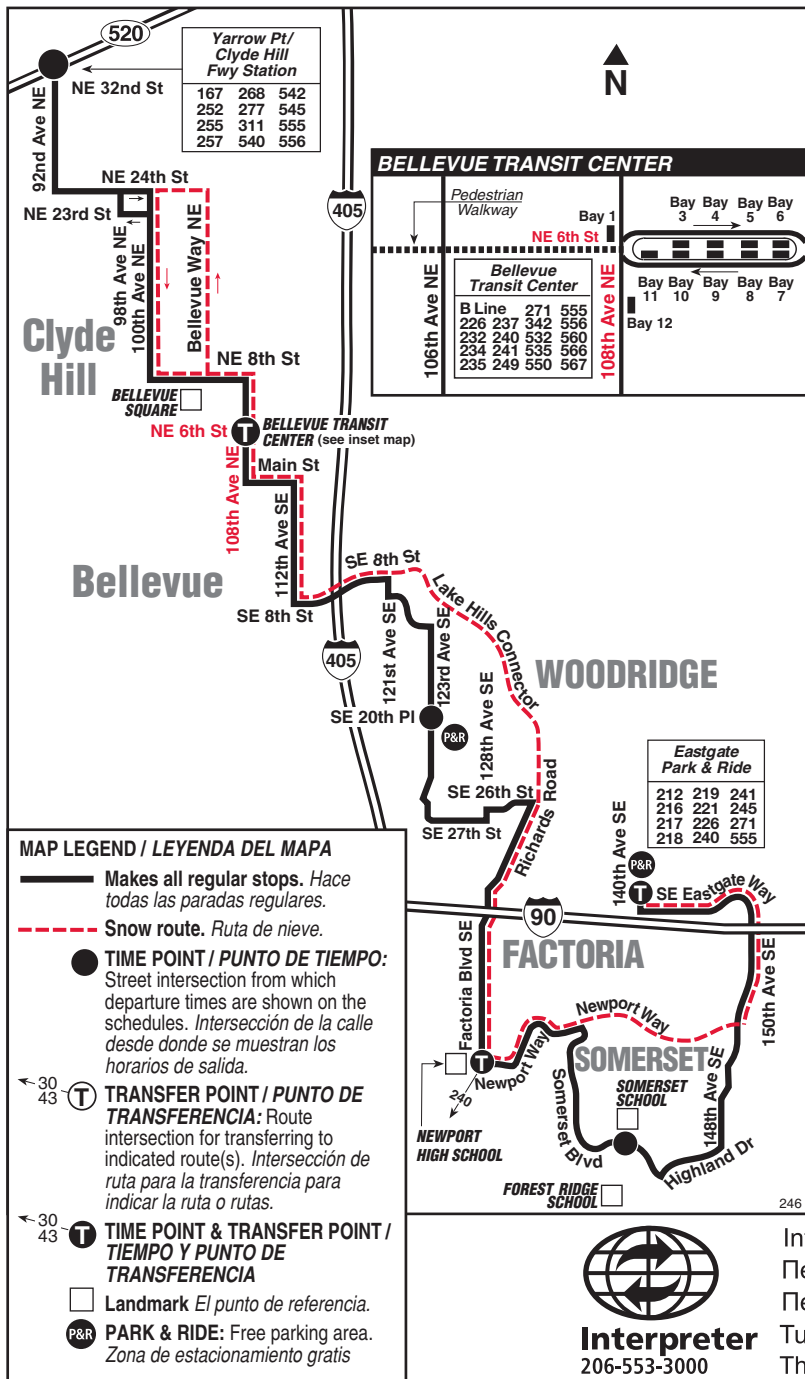 520
Yarrow Pt/
Clyde Hill
Fwy Station
167 268 542
252 277 545
255 311 555
257 540 556
NE 32nd St
92nd Ave NE
N
405
NE 24th St
NE 23rd St
98th Ave NE
100th Ave NE
Bellevue Way NE
Clyde
Hill
NE 8th St
BELLEVUE
SQUARE
NE 6th St
T
BELLEVUE TRANSIT
CENTER (see inset map)
108th Ave NE
Main St
BELLEVUE TRANSIT CENTER
Pedestrian
Walkway
Bay 1
NE 6th St
Bay
3
Bay
4
Bay
5
Bay
6
Bay
11
Bay
10
Bay
9
Bay
8
Bay
7
Bay 12
106th Ave NE
108th Ave NE
Bellevue
Transit Center
B Line 271 555
226 237 342 556
232 240 532 560
234 241 535 566
235 249 550 567
Bellevue
112th Ave SE
SE 8th St
SE 8th St
Lake Hills Connector
405
121st Ave SE
123rd Ave SE
WOODRIDGE
SE 20th Pl
P&R
128th Ave SE
SE 26th St
SE 27th St
Richards Road
Eastgate
Park & Ride
212 219 241
216 221 245
217 226 271
218 240 555
140th Ave SE
P&R
T
SE Eastgate Way
90
FACTORIA
Factoria Blvd SE
150th Ave SE
Newport Way
SOMERSET
T
Newport Way
240
NEWPORT
HIGH SCHOOL
Somerset Blvd
SOMERSET
SCHOOL
148th Ave SE
Highland Dr
FOREST RIDGE
SCHOOL
246
MAP LEGEND / LEYENDA DEL MAPA
Makes all regular stops. Hace
todas las paradas regulares.
Snow route. Ruta de nieve.
TIME POINT / PUNTO DE TIEMPO:
Street intersection from which
departure times are shown on the
schedules. Intersección de la calle
desde donde se muestran los
horarios de salida.
30
43
T
TRANSFER POINT / PUNTO DE
TRANSFERENCIA: Route
intersection for transferring to
indicated route(s). Intersección de
ruta para la transferencia para
indicar la ruta o rutas.
30
43
T
TIME POINT & TRANSFER POINT /
TIEMPO Y PUNTO DE
TRANSFERENCIA
Landmark El punto de referencia.
P&R
PARK & RIDE: Free parking area.
Zona de estacionamiento gratis
Interpreter
206-553-3000